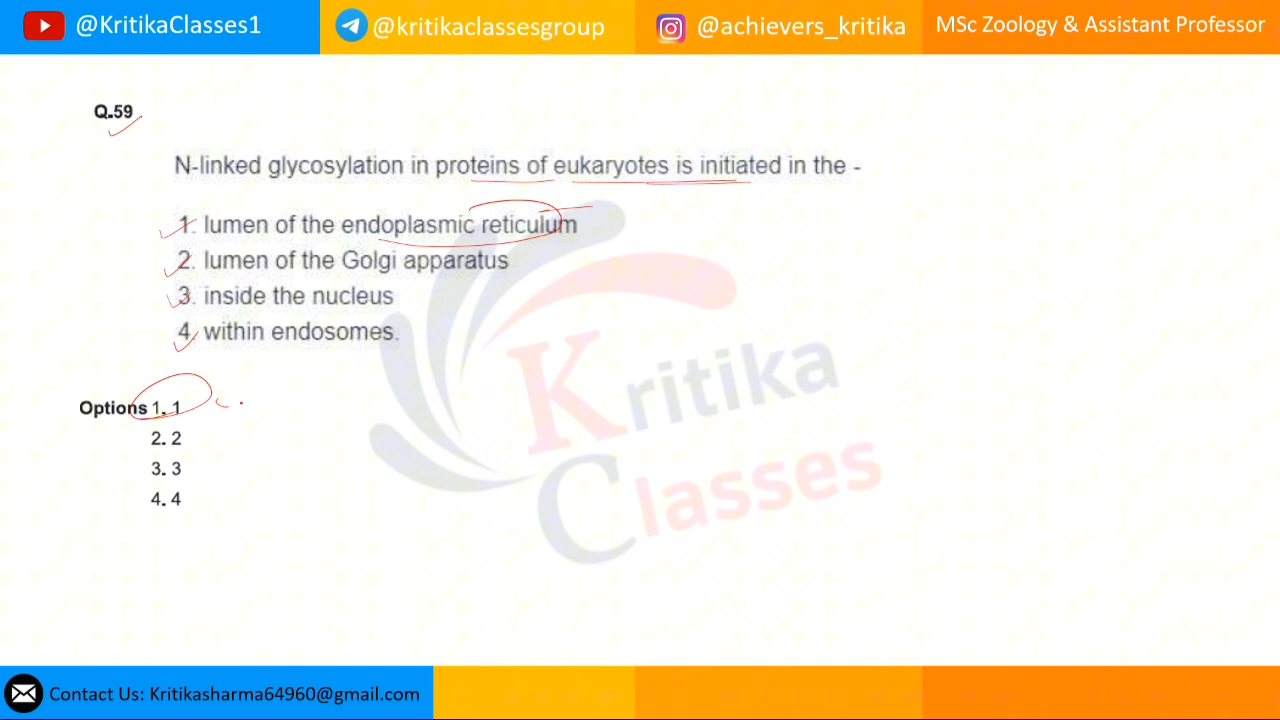 @KritikaClasses1
@kritikaclassesgroup
@achievers_kritika
MSc Zoology & Assistant Professor
Q.59
N-linked glycosylation in proteins of eukaryotes is initiated in the -
1. lumen of the endoplasmic reticulum
2. lumen of the Golgi apparatus
3. inside the nucleus
4. within endosomes.
Kritika
Classes
Options 1. 1
2. 2
3. 3
4. 4
Contact Us: Kritikasharma64960@gmail.com